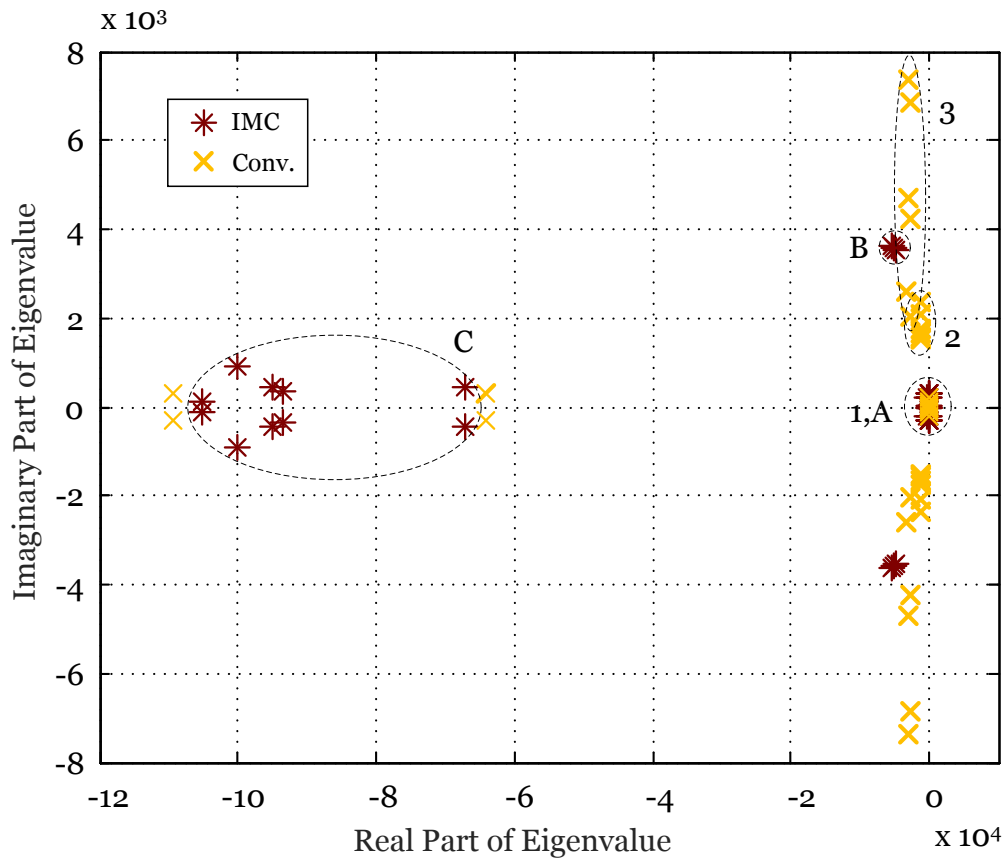 x 10³
8
6
4
2
0
-2
-4
-6
-8
Imaginary Part of Eigenvalue
IMC
Conv.
3
B
2
C
1,A
-12
-10
-8
-6
-4
-2
0
Real Part of Eigenvalue
x 10⁴